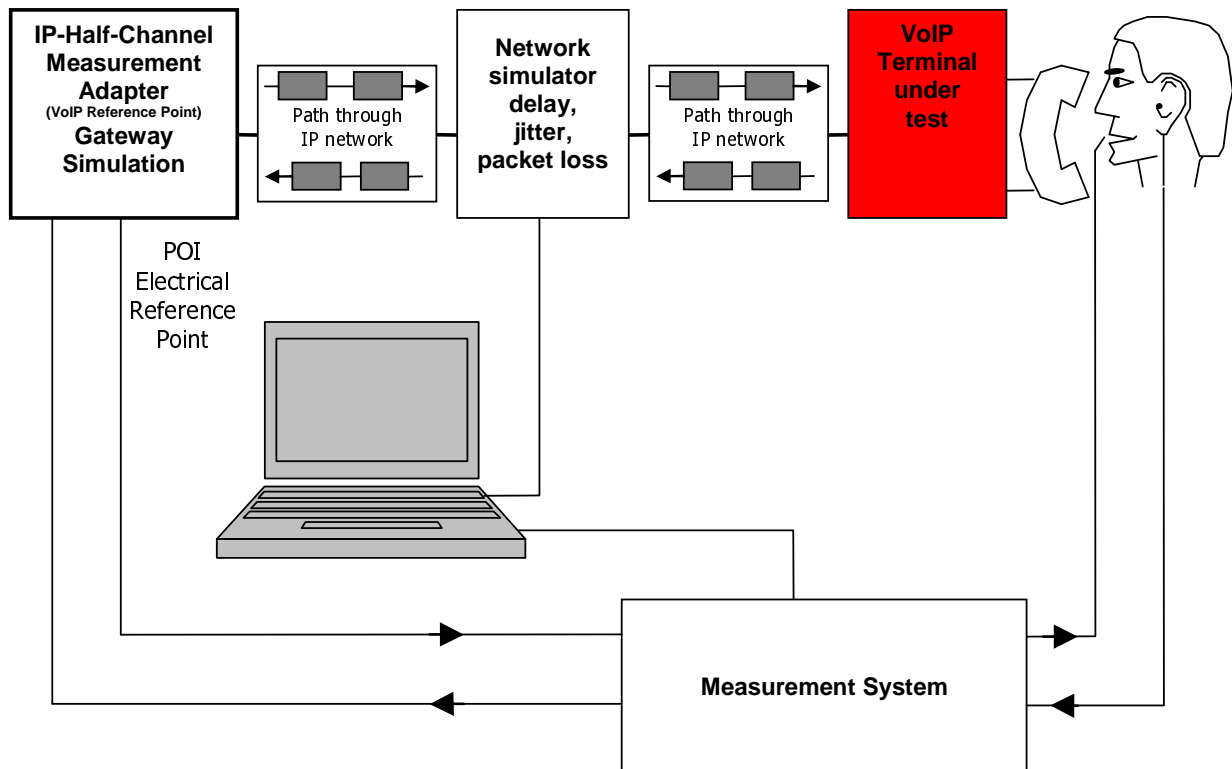 IP-Half-Channel
Measurement
Adapter
(VoIP Reference Point)
Gateway
Simulation
Path through
IP network
Network
simulator
delay,
jitter,
packet loss
Path through
IP network
VoIP
Terminal
under
test
POI
Electrical
Reference
Point
Measurement System